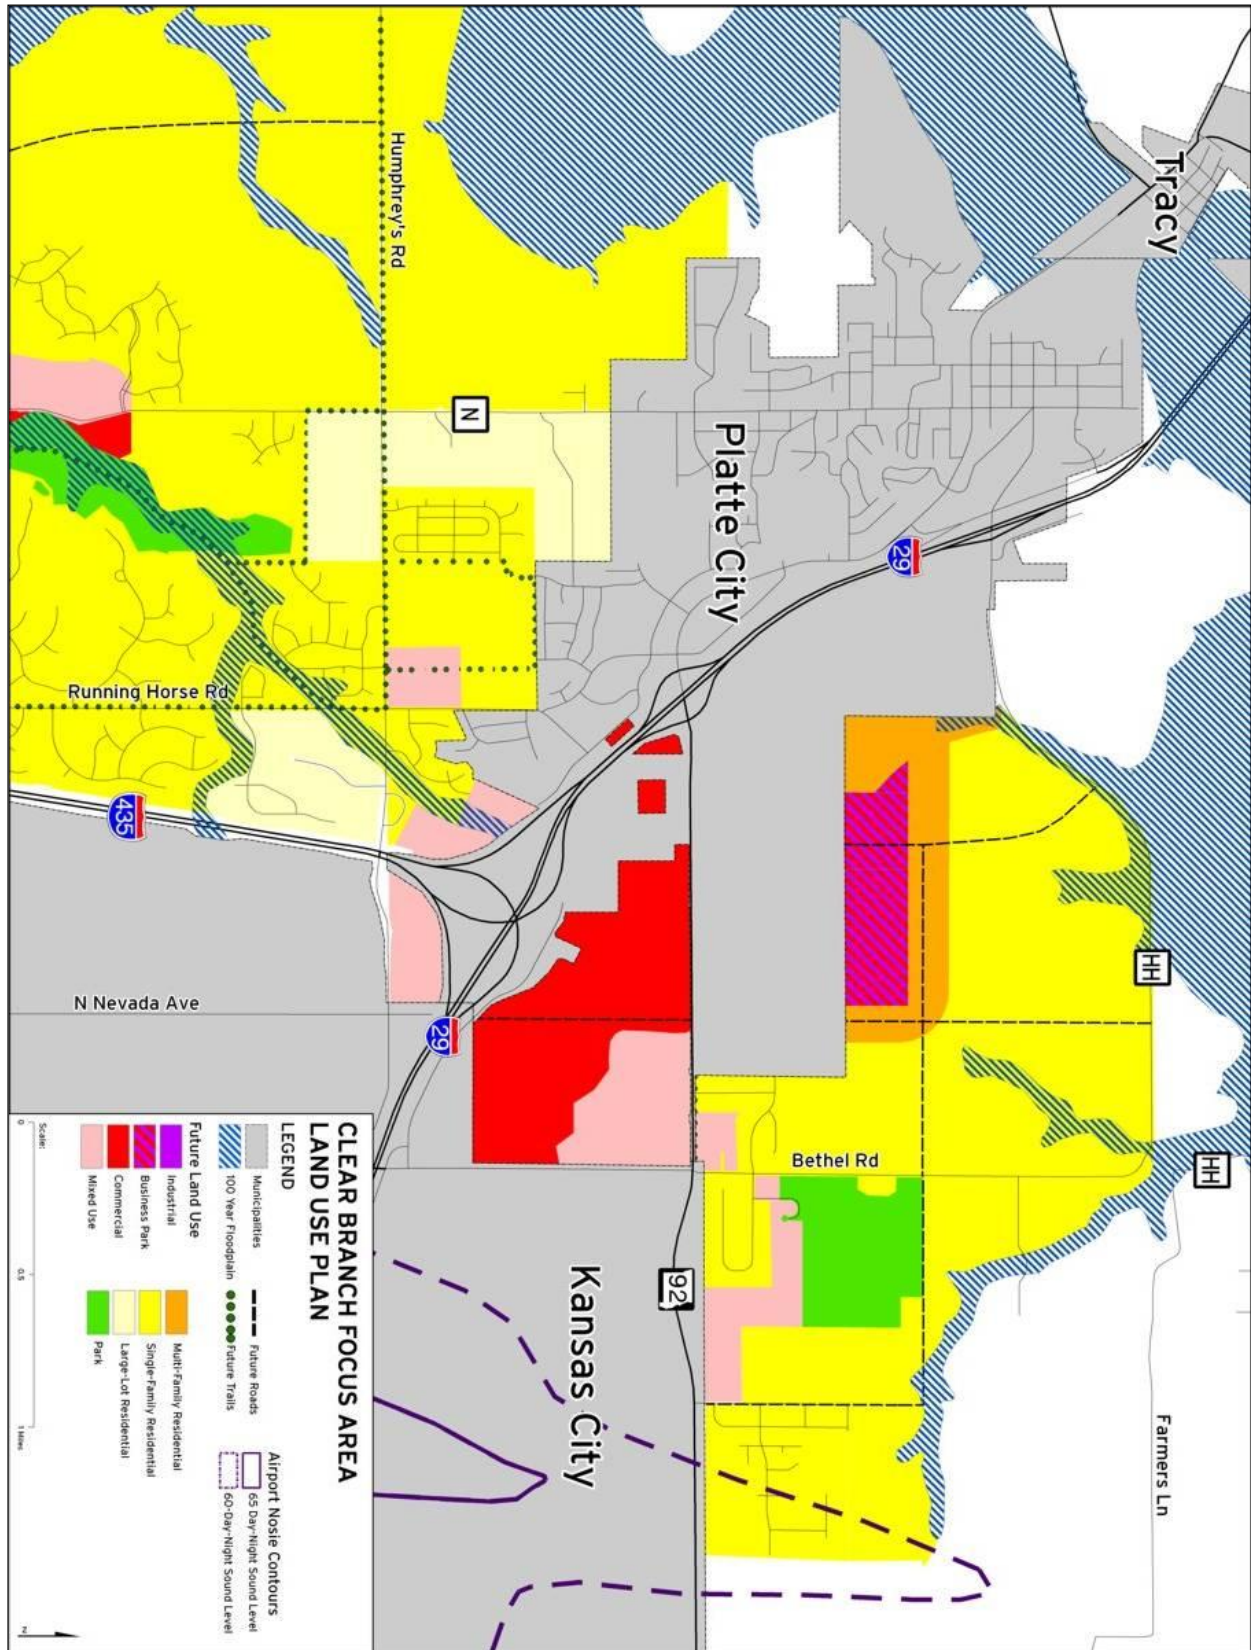 Tracy
Platte City
Kansas City
Humphrey's Rd
Running Horse Rd
N Nevada Ave
Bethel Rd
Farmers Ln
N
29
29
435
92
HH
HH
CLEAR BRANCH FOCUS AREA
LAND USE PLAN
LEGEND
Municipalities
100 Year Floodplain
Future Roads
Future Trails
Airport Nosie Contours
65 Day-Night Sound Level
60-Day-Night Sound Level
Future Land Use
Industrial
Business Park
Commercial
Mixed Use
Multi-Family Residential
Single-Family Residential
Large-Lot Residential
Park
Scale:
0 0.5 1 Miles
N